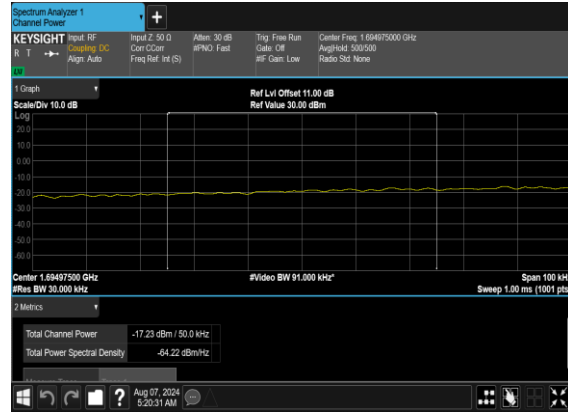 Spectrum Analyzer 1
Channel Power
KEYSIGHT Input: RF
R T Coupling: DC
Align: Auto
Input Z: 50 Ω
Corr CCorr
Freq Ref: Int (S)
Atten: 30 dB
#PNO: Fast
Trig: Free Run
Gate: Off
#IF Gain: Low
Center Freq: 1.694975000 GHz
Avg|Hold: 500/500
Radio Std: None
LM
1 Graph
Scale/Div 10.0 dB
Ref Lvl Offset 11.00 dB
Ref Value 30.00 dBm
Log
20.0
10.0
0.00
-10.0
-20.0
-30.0
-40.0
-50.0
-60.0
Center 1.69497500 GHz
#Res BW 30.000 kHz
#Video BW 91.000 kHz*
Span 100 kH
Sweep 1.00 ms (1001 pts
2 Metrics
Total Channel Power -17.23 dBm / 50.0 kHz
Total Power Spectral Density -64.22 dBm/Hz
?
Aug 07, 2024
5:20:31 AM